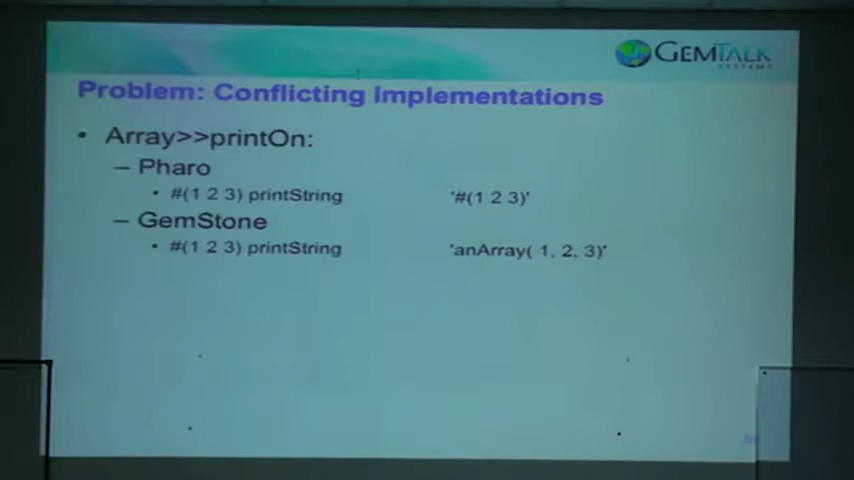 GEMTALK
SYSTEMS
Problem: Conflicting Implementations
• Array>>printOn:
– Pharo
• #(1 2 3) printString '#(1 2 3)'
– GemStone
• #(1 2 3) printString 'anArray( 1, 2, 3)'